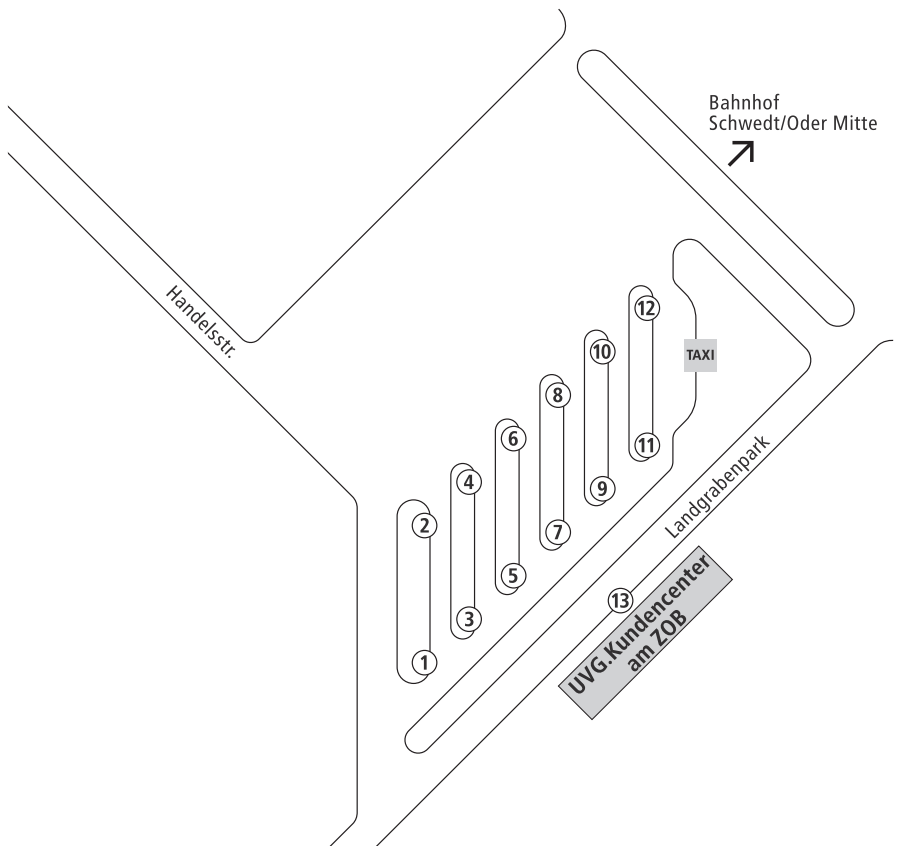 Bahnhof
Schwedt/Oder Mitte
Handelsstr.
12
TAXI
10
8
6
11
4
9
2
7
5
3
1
Landgrabenpark
13
UVG.Kundencenter
am ZOB